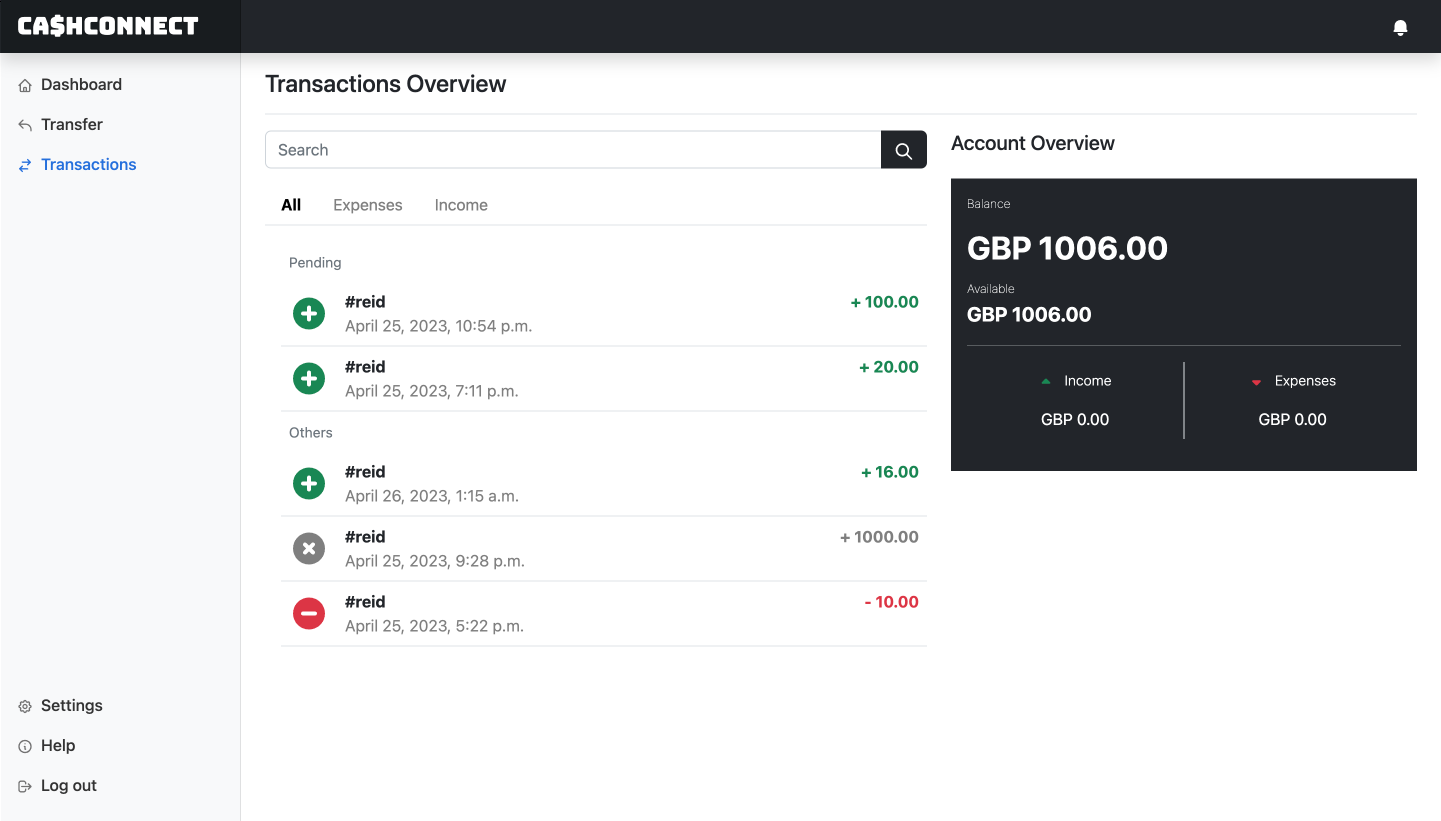 CA$HCONNECT
Dashboard
Transfer
Transactions
Settings
Help
Log out
Transactions Overview
Search
All Expenses Income
Pending
#reid + 100.00
April 25, 2023, 10:54 p.m.
#reid + 20.00
April 25, 2023, 7:11 p.m.
Others
#reid + 16.00
April 26, 2023, 1:15 a.m.
#reid + 1000.00
April 25, 2023, 9:28 p.m.
#reid - 10.00
April 25, 2023, 5:22 p.m.
Account Overview
Balance
GBP 1006.00
Available
GBP 1006.00
Income Expenses
GBP 0.00 GBP 0.00